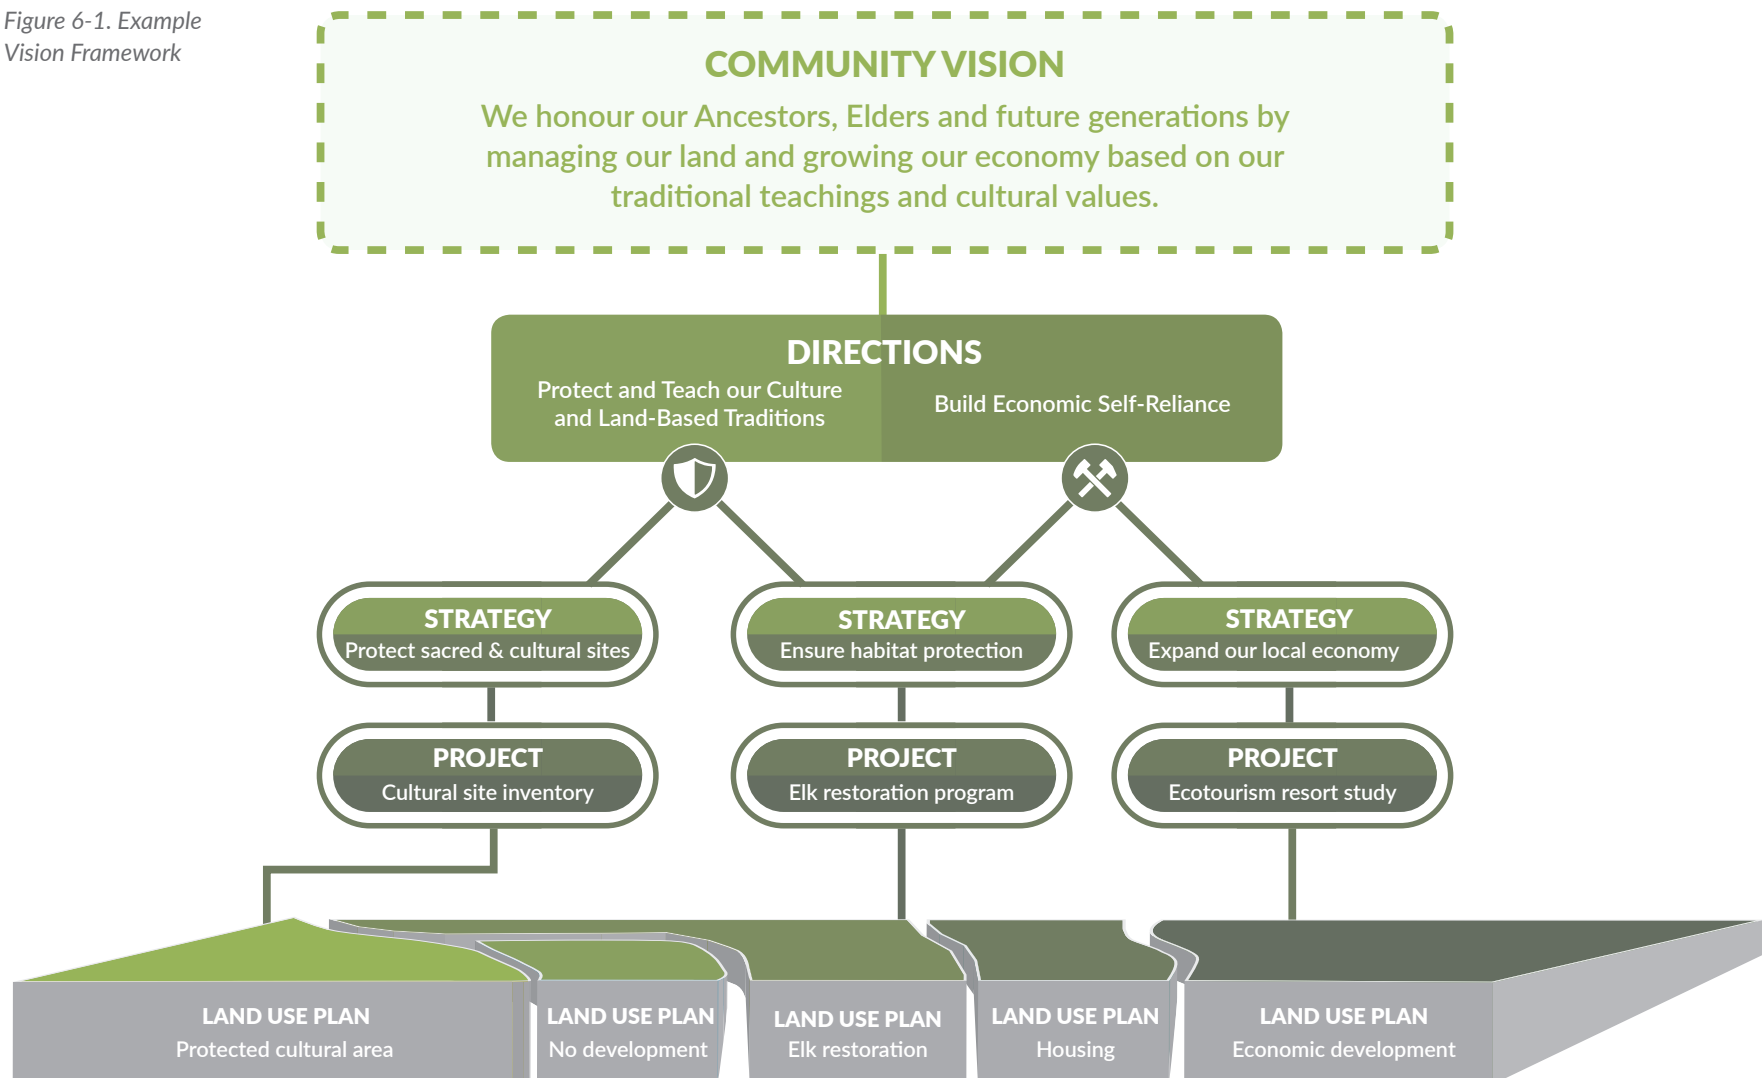 Figure 6-1. Example
Vision Framework
COMMUNITY VISION
We honour our Ancestors, Elders and future generations by
managing our land and growing our economy based on our
traditional teachings and cultural values.
DIRECTIONS
Protect and Teach our Culture
and Land-Based Traditions
Build Economic Self-Reliance
STRATEGY
Protect sacred & cultural sites
STRATEGY
Ensure habitat protection
STRATEGY
Expand our local economy
PROJECT
Cultural site inventory
PROJECT
Elk restoration program
PROJECT
Ecotourism resort study
LAND USE PLAN
Protected cultural area
LAND USE PLAN
No development
LAND USE PLAN
Elk restoration
LAND USE PLAN
Housing
LAND USE PLAN
Economic development